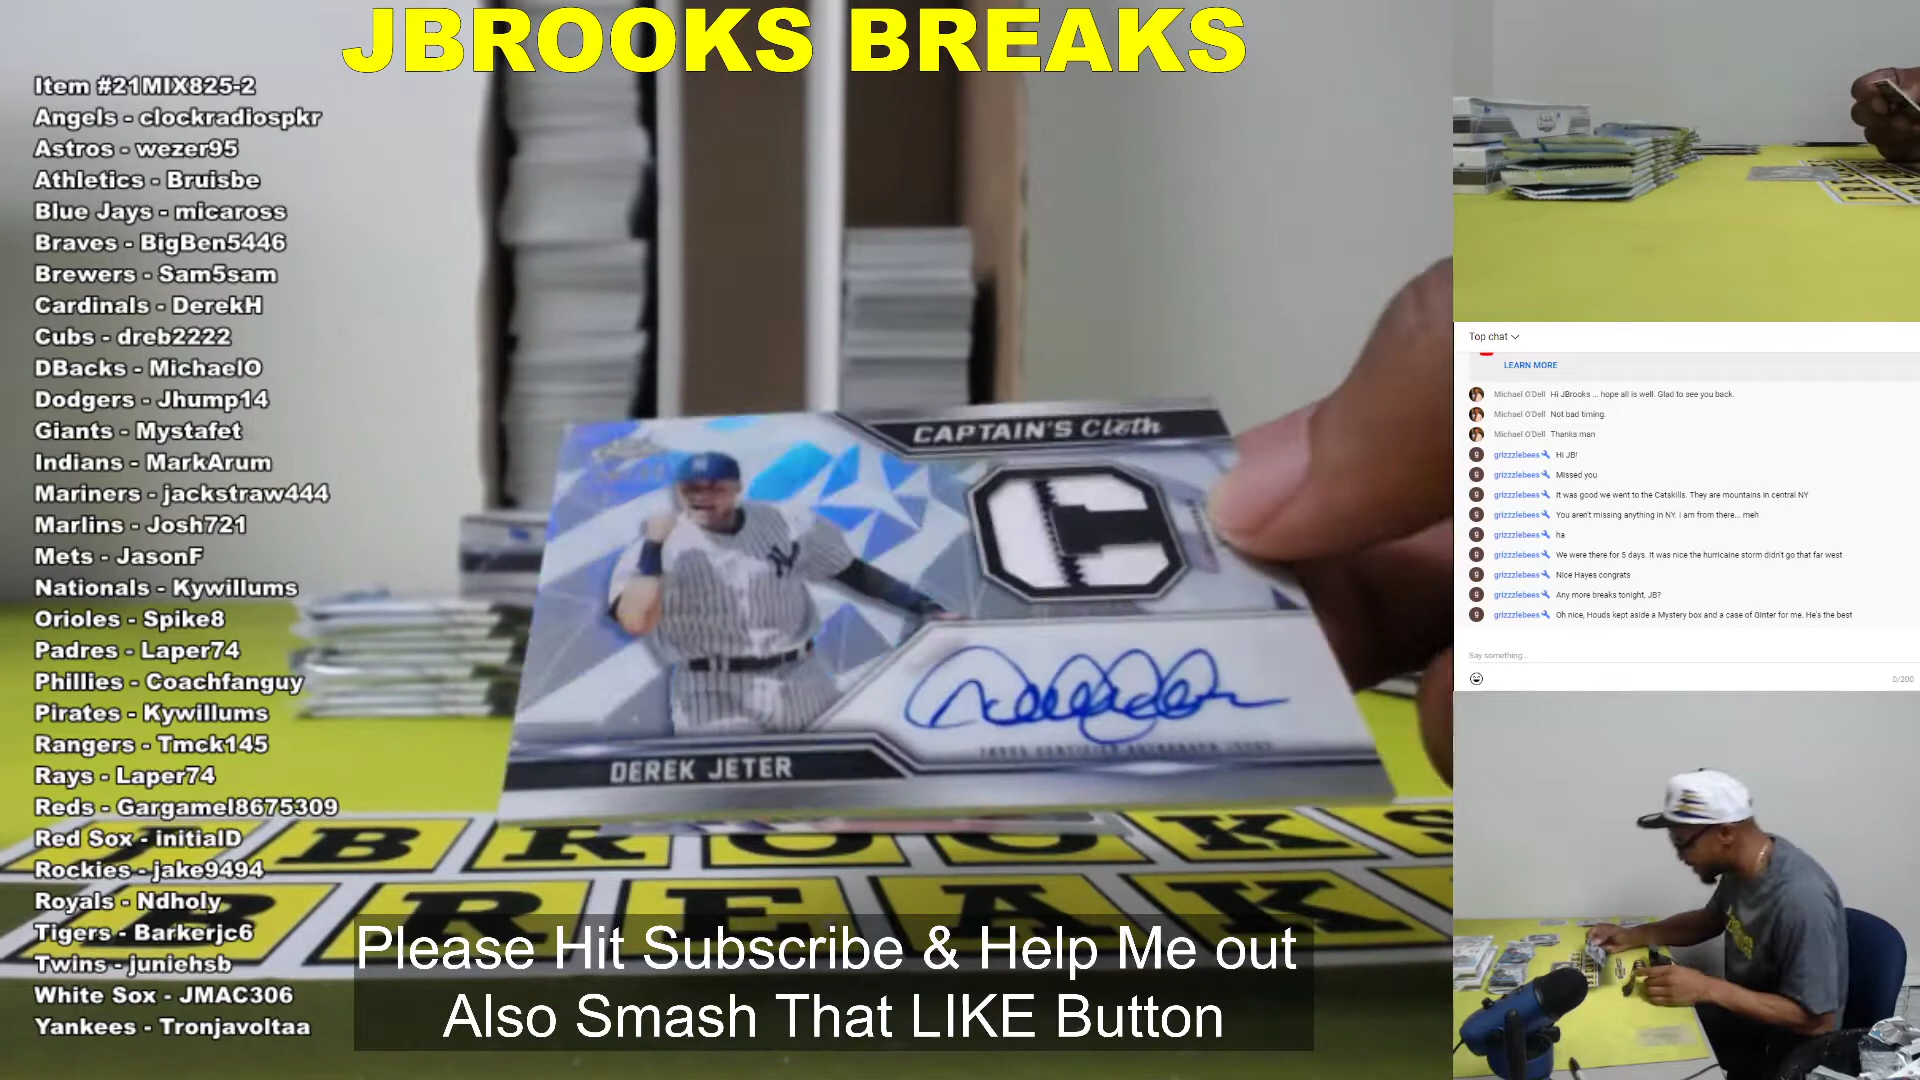 JBROOKS BREAKS
Item #21MIX825-2
Angels - clockradiospkr
Astros - wezer95
Athletics - Bruisbe
Blue Jays - micaross
Braves - BigBen5446
Brewers - Sam5sam
Cardinals - DerekH
Cubs - dreb2222
DBacks - MichaelO
Dodgers - Jhump14
Giants - Mystafet
Indians - MarkArum
Mariners - jackstraw444
Marlins - Josh721
Mets - JasonF
Nationals - Kywillums
Orioles - Spike8
Padres - Laper74
Phillies - Coachfanguy
Pirates - Kywillums
Rangers - Tmck145
Rays - Laper74
Reds - Gargamel8675309
Red Sox - initialD
Rockies - jake9494
Royals - Ndholy
Tigers - Barkerjc6
Twins - juniehsb
White Sox - JMAC306
Yankees - Tronjavoltaa
CAPTAIN'S Cloth
C
NY
Derek Jeter
TOPPS CERTIFIED AUTOGRAPH ISSUE
DEREK JETER
BROOKS
BREAK
Please Hit Subscribe & Help Me out
Also Smash That LIKE Button
Top chat
LEARN MORE
Michael O'Dell Hi JBrooks ... hope all is well. Glad to see you back.
Michael O'Dell Not bad timing.
Michael O'Dell Thanks man
g grizzzlebees Hi JB!
g grizzzlebees Missed you
g grizzzlebees It was good we went to the Catskills. They are mountains in central NY
g grizzzlebees You aren't missing anything in NY. I am from there... meh
g grizzzlebees ha
g grizzzlebees We were there for 5 days. It was nice the hurricaine storm didn't go that far west
g grizzzlebees Nice Hayes congrats
g grizzzlebees Any more breaks tonight, JB?
g grizzzlebees Oh nice, Houds kept aside a Mystery box and a case of Ginter for me. He's the best
Say something...
0/200